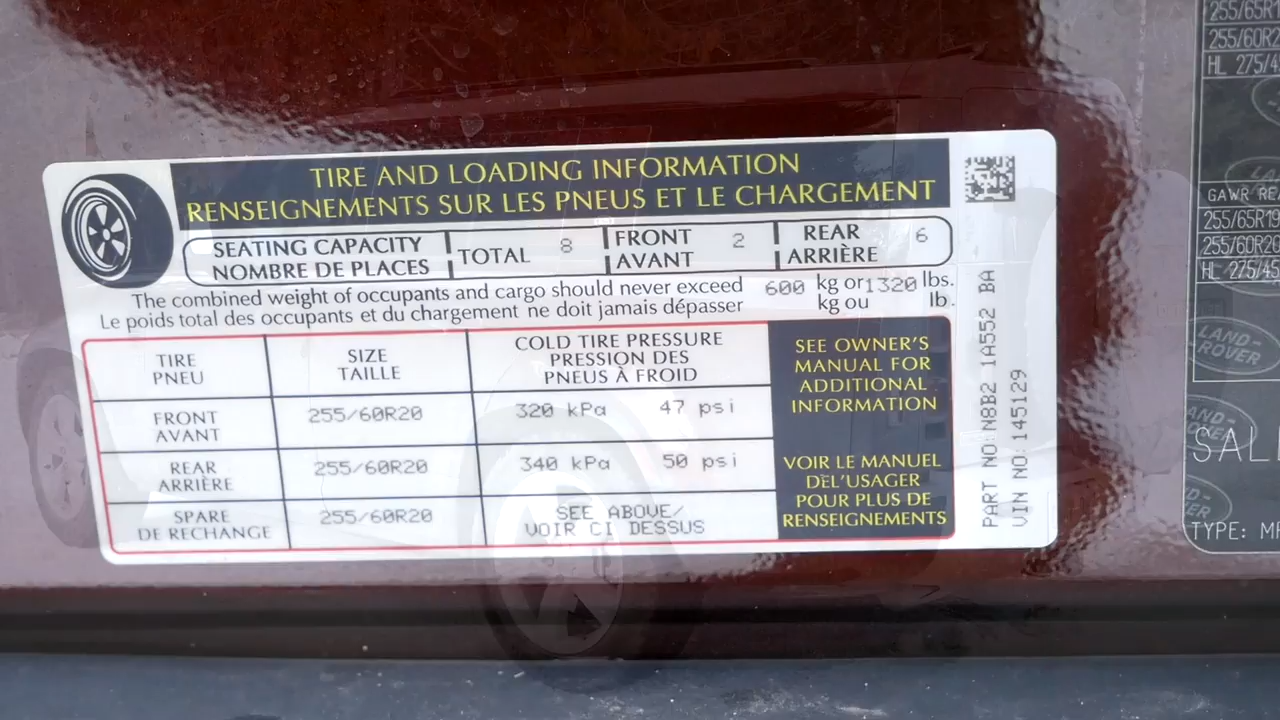 TIRE AND LOADING INFORMATION
RENSEIGNEMENTS SUR LES PNEUS ET LE CHARGEMENT
SEATING CAPACITY
NOMBRE DE PLACES
TOTAL 8
FRONT
AVANT
2
REAR
ARRIÈRE
6
The combined weight of occupants and cargo should never exceed 600 kg or 1320 lbs.
Le poids total des occupants et du chargement ne doit jamais dépasser kg ou lb.
TIRE
PNEU
SIZE
TAILLE
COLD TIRE PRESSURE
PRESSION DES
PNEUS À FROID
FRONT
AVANT
255/60R20
320 kPa 47 psi
REAR
ARRIÈRE
255/60R20
340 kPa 50 psi
SPARE
DE RECHANGE
255/60R20
SEE ABOVE/
VOIR CI DESSUS
SEE OWNER'S
MANUAL FOR
ADDITIONAL
INFORMATION
VOIR LE MANUEL
DE L'USAGER
POUR PLUS DE
RENSEIGNEMENTS
PART NO: N8B2 1A552 BA
VIN NO: 145129
255/65R1
255/60R2
HL 275/4
GAWR RE
255/65R19
255/60R20
HL 275/45
LAND-
ROVER
SAL
TYPE: M